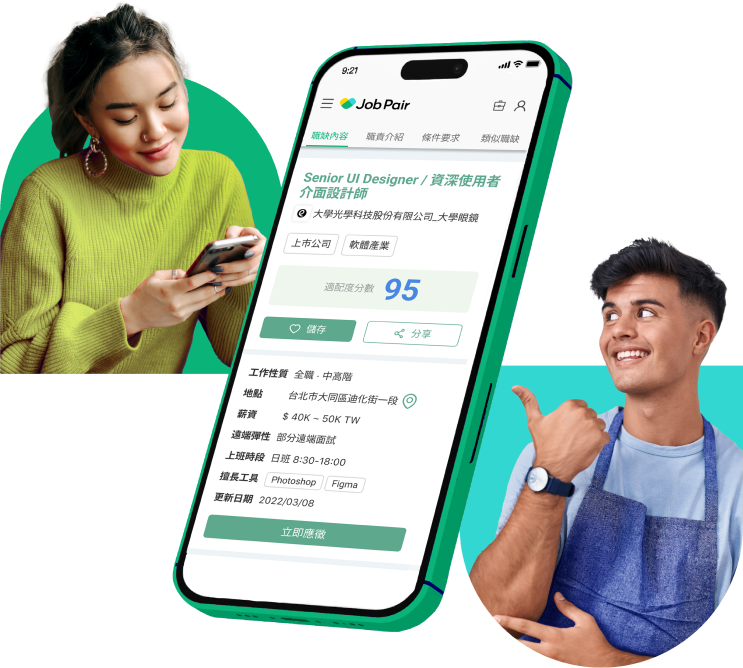 9:21
Job Pair
職缺內容 職責介紹 條件要求 類似職缺
Senior UI Designer / 資深使用者
介面設計師
大學光學科技股份有限公司_大學眼鏡
上市公司 軟體產業
適配度分數 95
儲存 分享
工作性質 全職 · 中高階
地點 台北市大同區迪化街一段
薪資 $ 40K ~ 50K TW
遠端彈性 部分遠端面試
上班時段 日班 8:30-18:00
擅長工具 Photoshop Figma
更新日期 2022/03/08
立即應徵